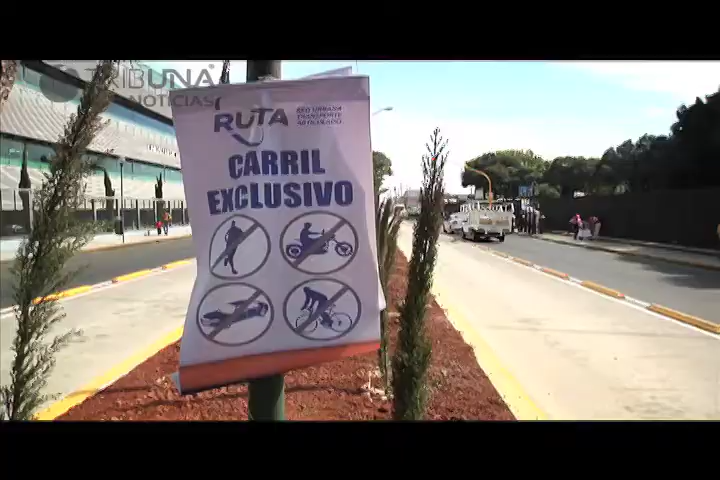 TRIBUNA
NOTICIAS
RUTA
RED URBANA
TRANSPORTE
ARTICULADO
CARRIL
EXCLUSIVO